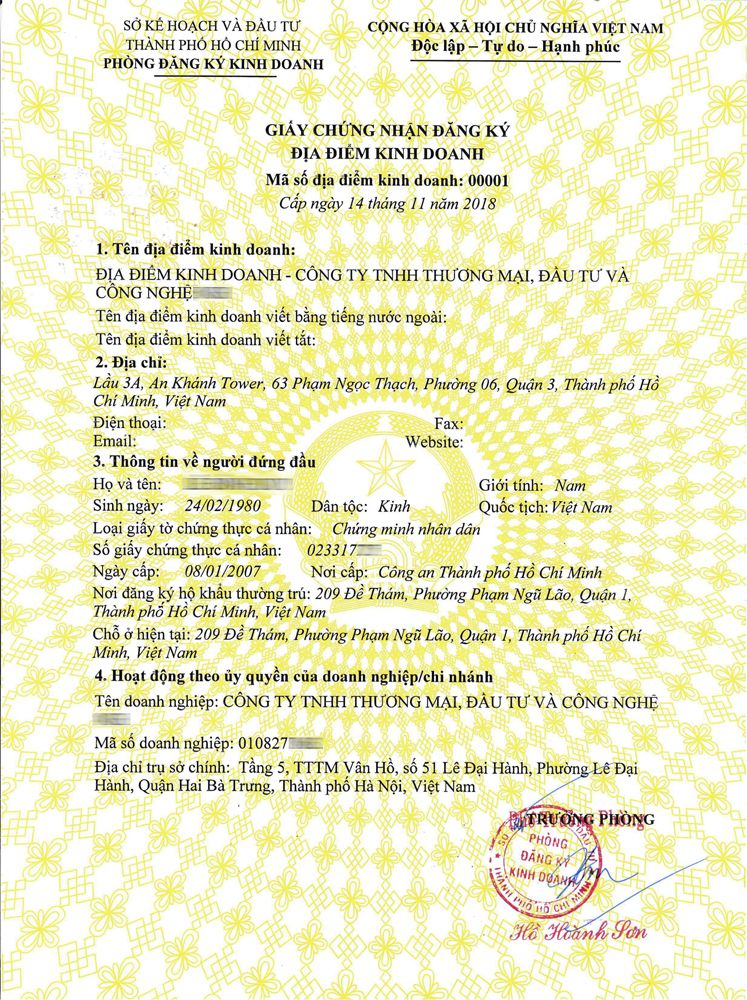 SỞ KẾ HOẠCH VÀ ĐẦU TƯ
THÀNH PHỐ HỒ CHÍ MINH
PHÒNG ĐĂNG KÝ KINH DOANH
CỘNG HÒA XÃ HỘI CHỦ NGHĨA VIỆT NAM
Độc lập – Tự do – Hạnh phúc
GIẤY CHỨNG NHẬN ĐĂNG KÝ
ĐỊA ĐIỂM KINH DOANH
Mã số địa điểm kinh doanh: 00001
Cấp ngày 14 tháng 11 năm 2018
1. Tên địa điểm kinh doanh:
ĐỊA ĐIỂM KINH DOANH - CÔNG TY TNHH THƯƠNG MẠI, ĐẦU TƯ VÀ
CÔNG NGHỆ
Tên địa điểm kinh doanh viết bằng tiếng nước ngoài:
Tên địa điểm kinh doanh viết tắt:
2. Địa chỉ:
Lầu 3A, An Khánh Tower, 63 Phạm Ngọc Thạch, Phường 06, Quận 3, Thành phố Hồ
Chí Minh, Việt Nam
Điện thoại: Fax:
Email: Website:
3. Thông tin về người đứng đầu
Họ và tên: Giới tính: Nam
Sinh ngày: 24/02/1980 Dân tộc: Kinh Quốc tịch: Việt Nam
Loại giấy tờ chứng thực cá nhân: Chứng minh nhân dân
Số giấy chứng thực cá nhân: 023317
Ngày cấp: 08/01/2007 Nơi cấp: Công an Thành phố Hồ Chí Minh
Nơi đăng ký hộ khẩu thường trú: 209 Đề Thám, Phường Phạm Ngũ Lão, Quận 1,
Thành phố Hồ Chí Minh, Việt Nam
Chỗ ở hiện tại: 209 Đề Thám, Phường Phạm Ngũ Lão, Quận 1, Thành phố Hồ Chí
Minh, Việt Nam
4. Hoạt động theo ủy quyền của doanh nghiệp/chi nhánh
Tên doanh nghiệp: CÔNG TY TNHH THƯƠNG MẠI, ĐẦU TƯ VÀ CÔNG NGHỆ
Mã số doanh nghiệp: 010827
Địa chỉ trụ sở chính: Tầng 5, TTTM Vân Hồ, số 51 Lê Đại Hành, Phường Lê Đại
Hành, Quận Hai Bà Trưng, Thành phố Hà Nội, Việt Nam
TRƯỞNG PHÒNG
PHÒNG
ĐĂNG KÝ
KINH DOANH
THÀNH PHỐ HỒ CHÍ MINH
Hồ Hoành Sơn